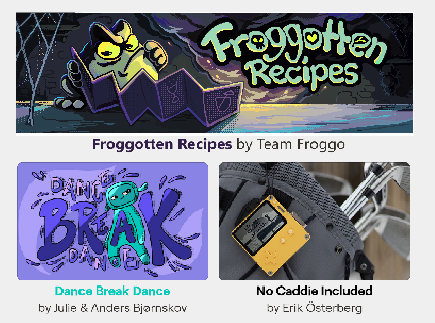 Froggotten
Recipes
Froggotten Recipes by Team Froggo
DANCE
BREAK
DANCE
Dance Break Dance
by Julie & Anders Bjørnskov
No Caddie Included
by Erik Österberg